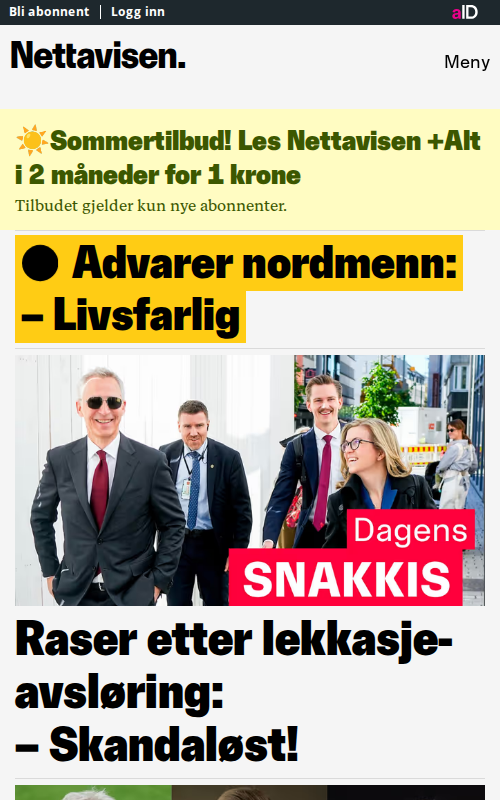 Bli abonnent | Logg inn
aID
Nettavisen.
Meny
Sommertilbud! Les Nettavisen +Alt
i 2 måneder for 1 krone
Tilbudet gjelder kun nye abonnenter.
Advarer nordmenn:
– Livsfarlig
Dagens
SNAKKIS
Raser etter lekkasje-
avsløring:
– Skandaløst!